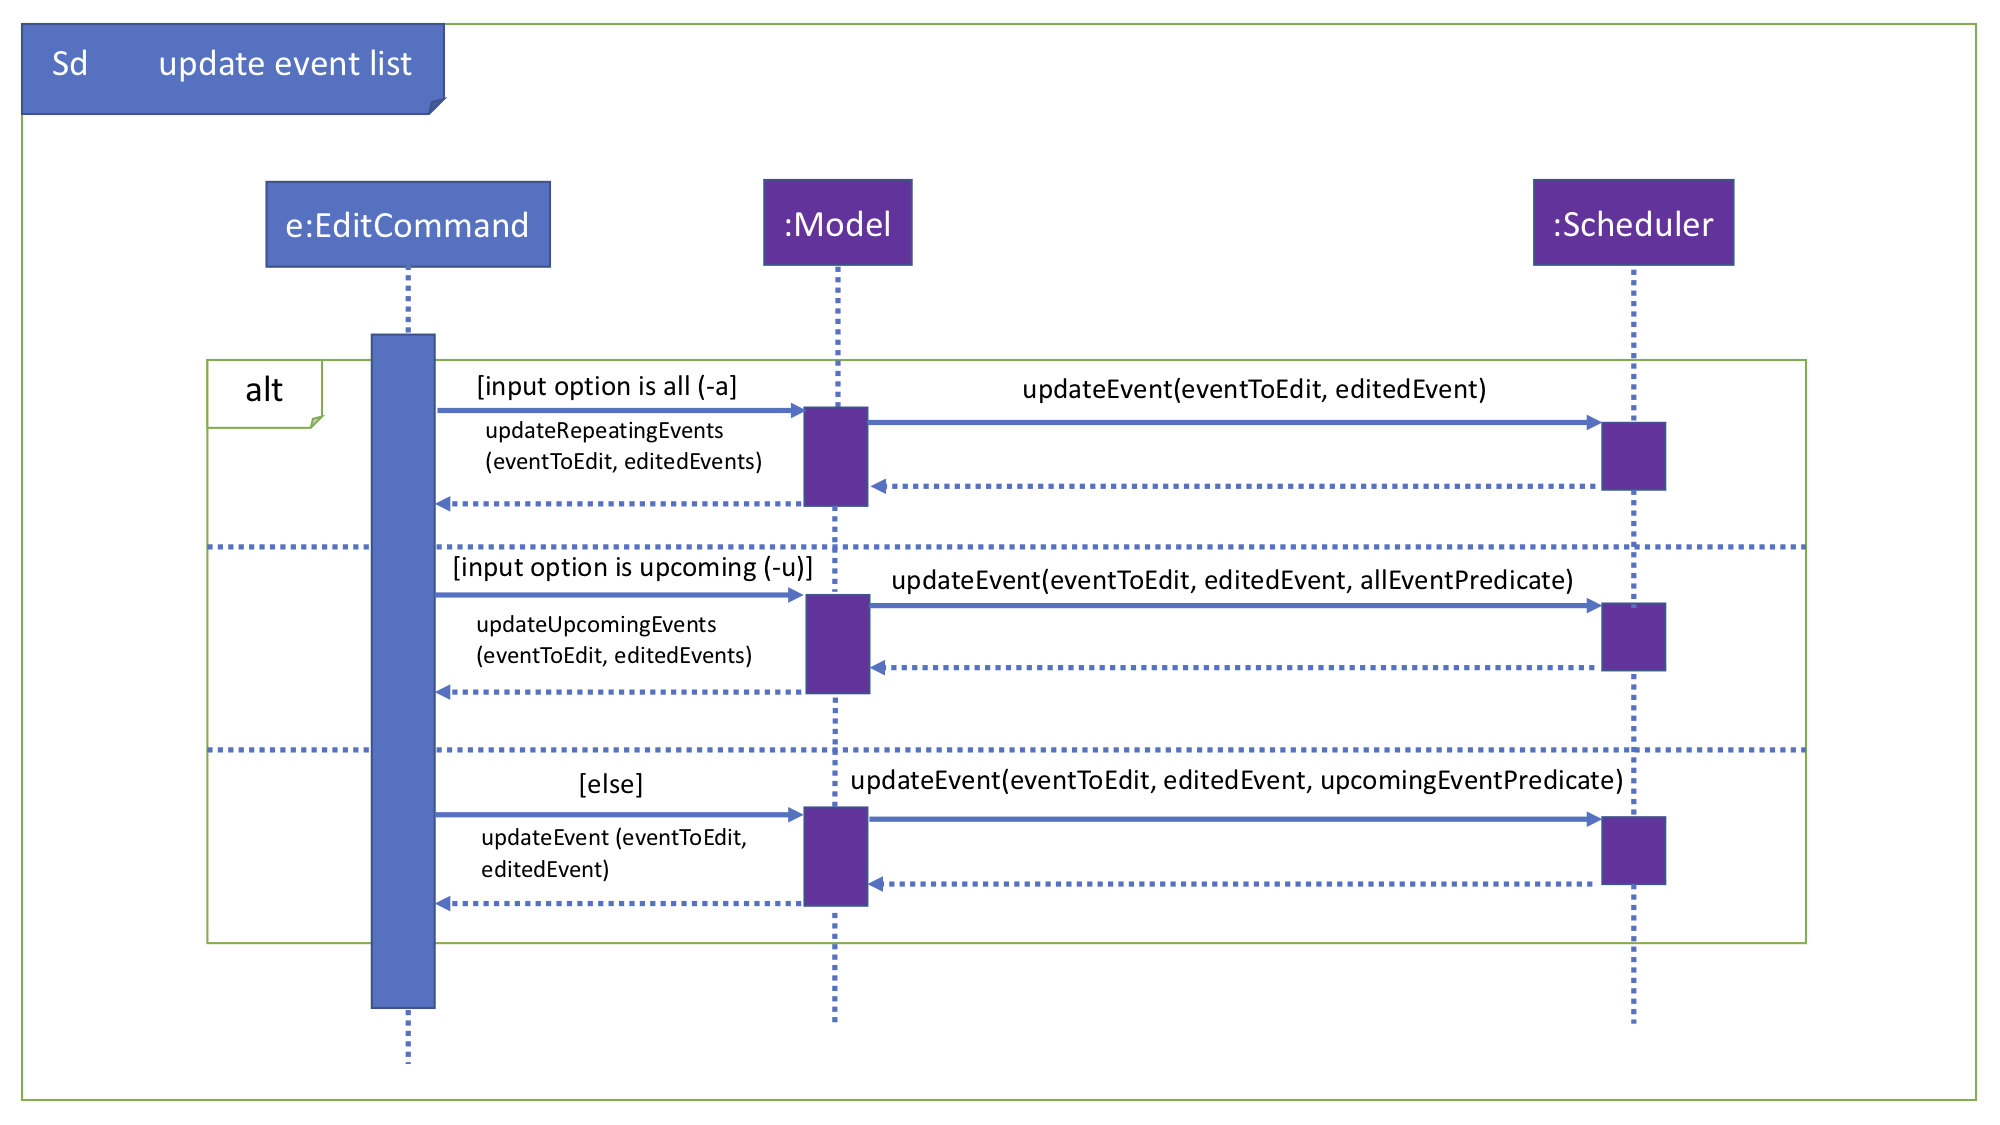 Sd update event list
e:EditCommand
:Model
:Scheduler
alt
[input option is all (-a]
updateEvent(eventToEdit, editedEvent)
updateRepeatingEvents
(eventToEdit, editedEvents)
[input option is upcoming (-u)]
updateEvent(eventToEdit, editedEvent, allEventPredicate)
updateUpcomingEvents
(eventToEdit, editedEvents)
[else]
updateEvent(eventToEdit, editedEvent, upcomingEventPredicate)
updateEvent (eventToEdit,
editedEvent)